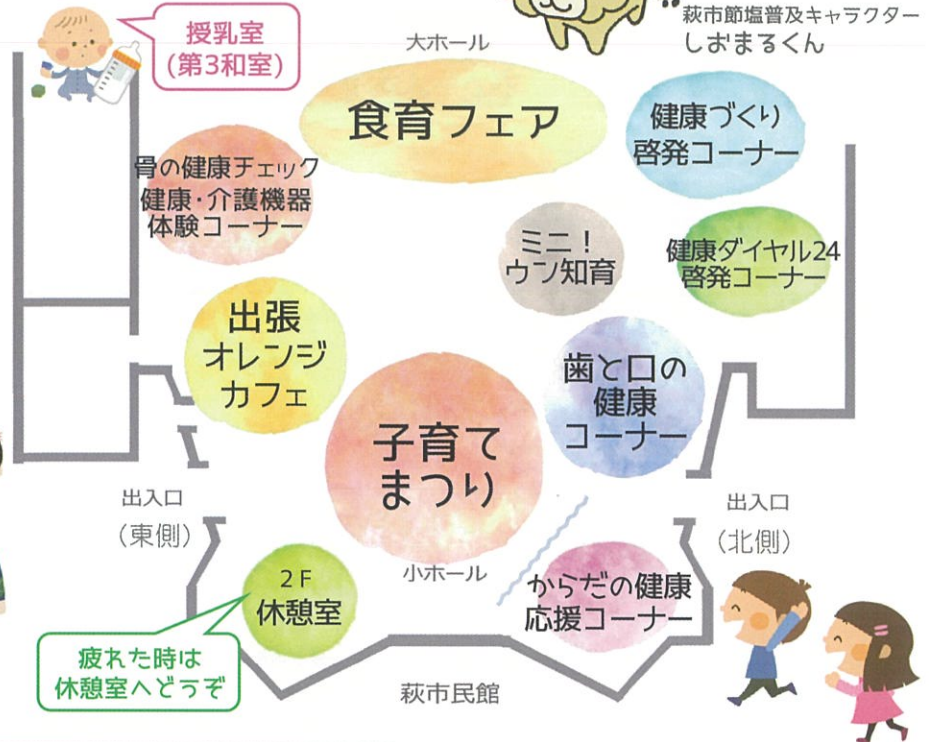 萩市節塩普及キャラクター
しおまるくん
授乳室
(第3和室)
大ホール
食育フェア
健康づくり
啓発コーナー
骨の健康チェック
健康・介護機器
体験コーナー
ミニ！
ウン知育
健康ダイヤル24
啓発コーナー
出張
オレンジ
カフェ
歯と口の
健康
コーナー
子育て
まつり
出入口
(東側)
出入口
(北側)
小ホール
2F
休憩室
からだの健康
応援コーナー
疲れた時は
休憩室へどうぞ
萩市民館